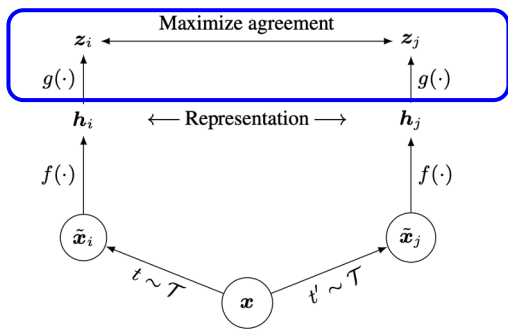 Maximize agreement
z_i z_j
g(·) g(·)
h_i ← Representation → h_j
f(·) f(·)
x̃_i x̃_j
t ~ 𝒯 t′ ~ 𝒯
x